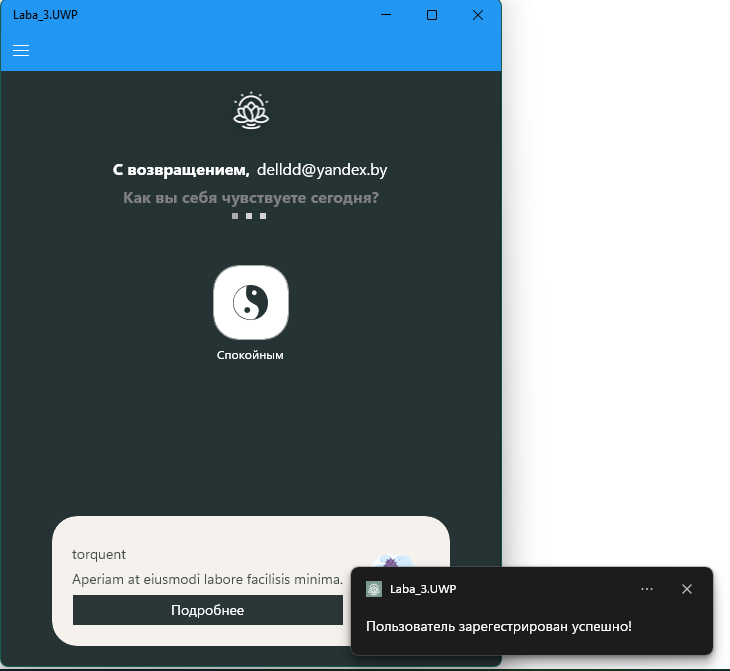 Laba_3.UWP
С возвращением, delldd@yandex.by
Как вы себя чувствуете сегодня?
Спокойным
torquent
Aperiam at eiusmodi labore facilisis minima.
Подробнее
Laba_3.UWP
Пользователь зарегестрирован успешно!